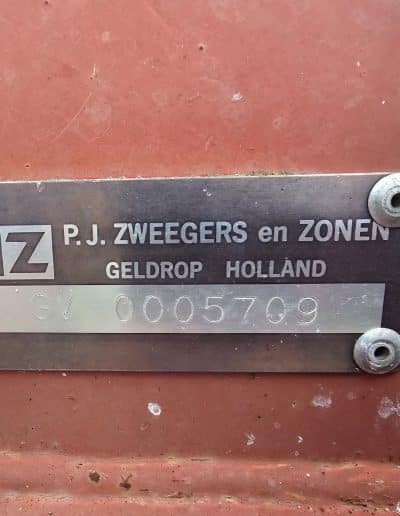 Z P.J. ZWEEGERS en ZONEN
GELDROP HOLLAND
GV 0005709